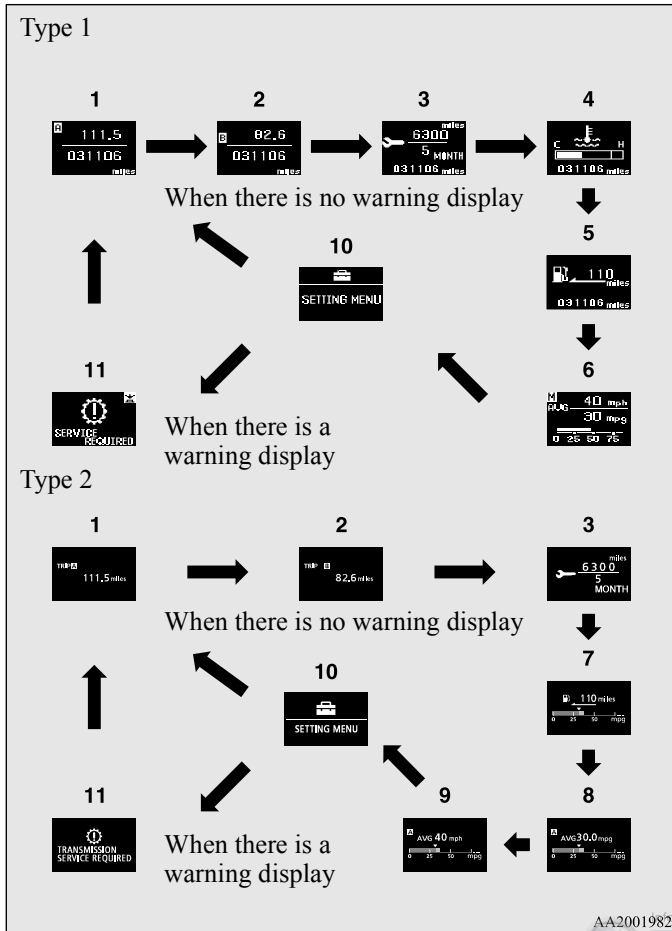 Type 1
1 2 3 4
A 111.5
031106
miles
B 82.6
031106
miles
miles
6300
5 MONTH
031106 miles
C H
031106 miles
When there is no warning display
5
110
miles
031106 miles
10
SETTING MENU
6
M
AVG 40 mph
30 mpg
0 25 50 75
11
SERVICE
REQUIRED
When there is a
warning display
Type 2
1 2 3
TRIP A
111.5 miles
TRIP B
82.6 miles
miles
6300
5
MONTH
When there is no warning display
7
110 miles
0 25 50 mpg
10
SETTING MENU
8
A
AVG30.0mpg
0 25 50 mpg
9
A
AVG 40 mph
0 25 50 mpg
11
TRANSMISSION
SERVICE REQUIRED
When there is a
warning display
AA2001982